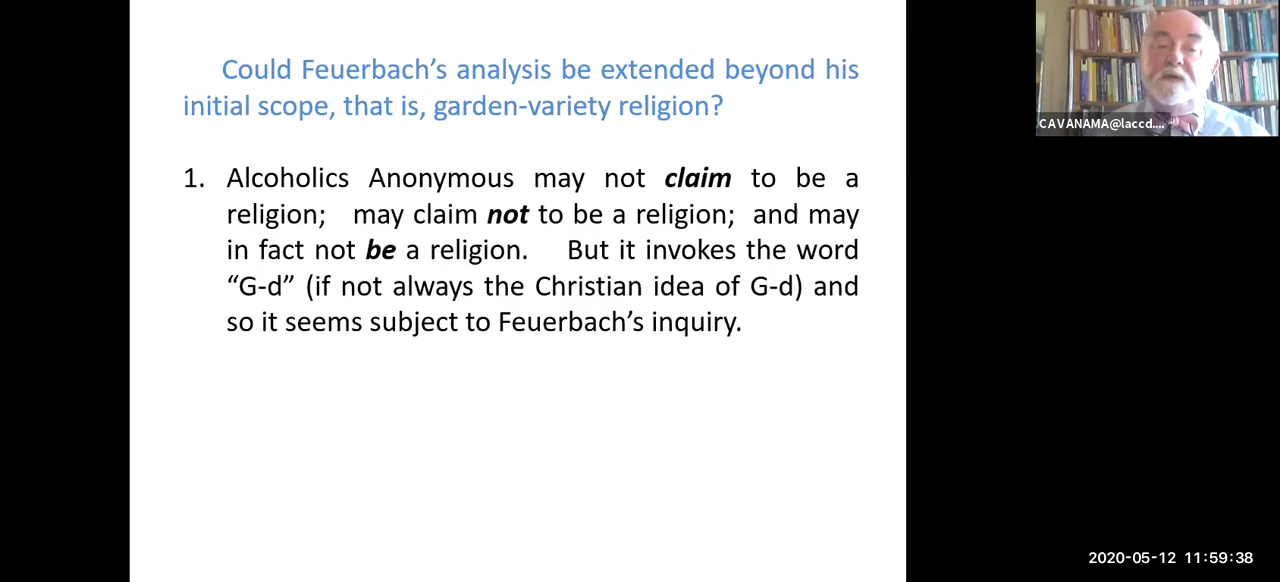 Could Feuerbach’s analysis be extended beyond his
initial scope, that is, garden-variety religion?
1. Alcoholics Anonymous may not claim to be a
religion; may claim not to be a religion; and may
in fact not be a religion. But it invokes the word
“G-d” (if not always the Christian idea of G-d) and
so it seems subject to Feuerbach’s inquiry.
CAVANAMA@laccd....
2020-05-12 11:59:38